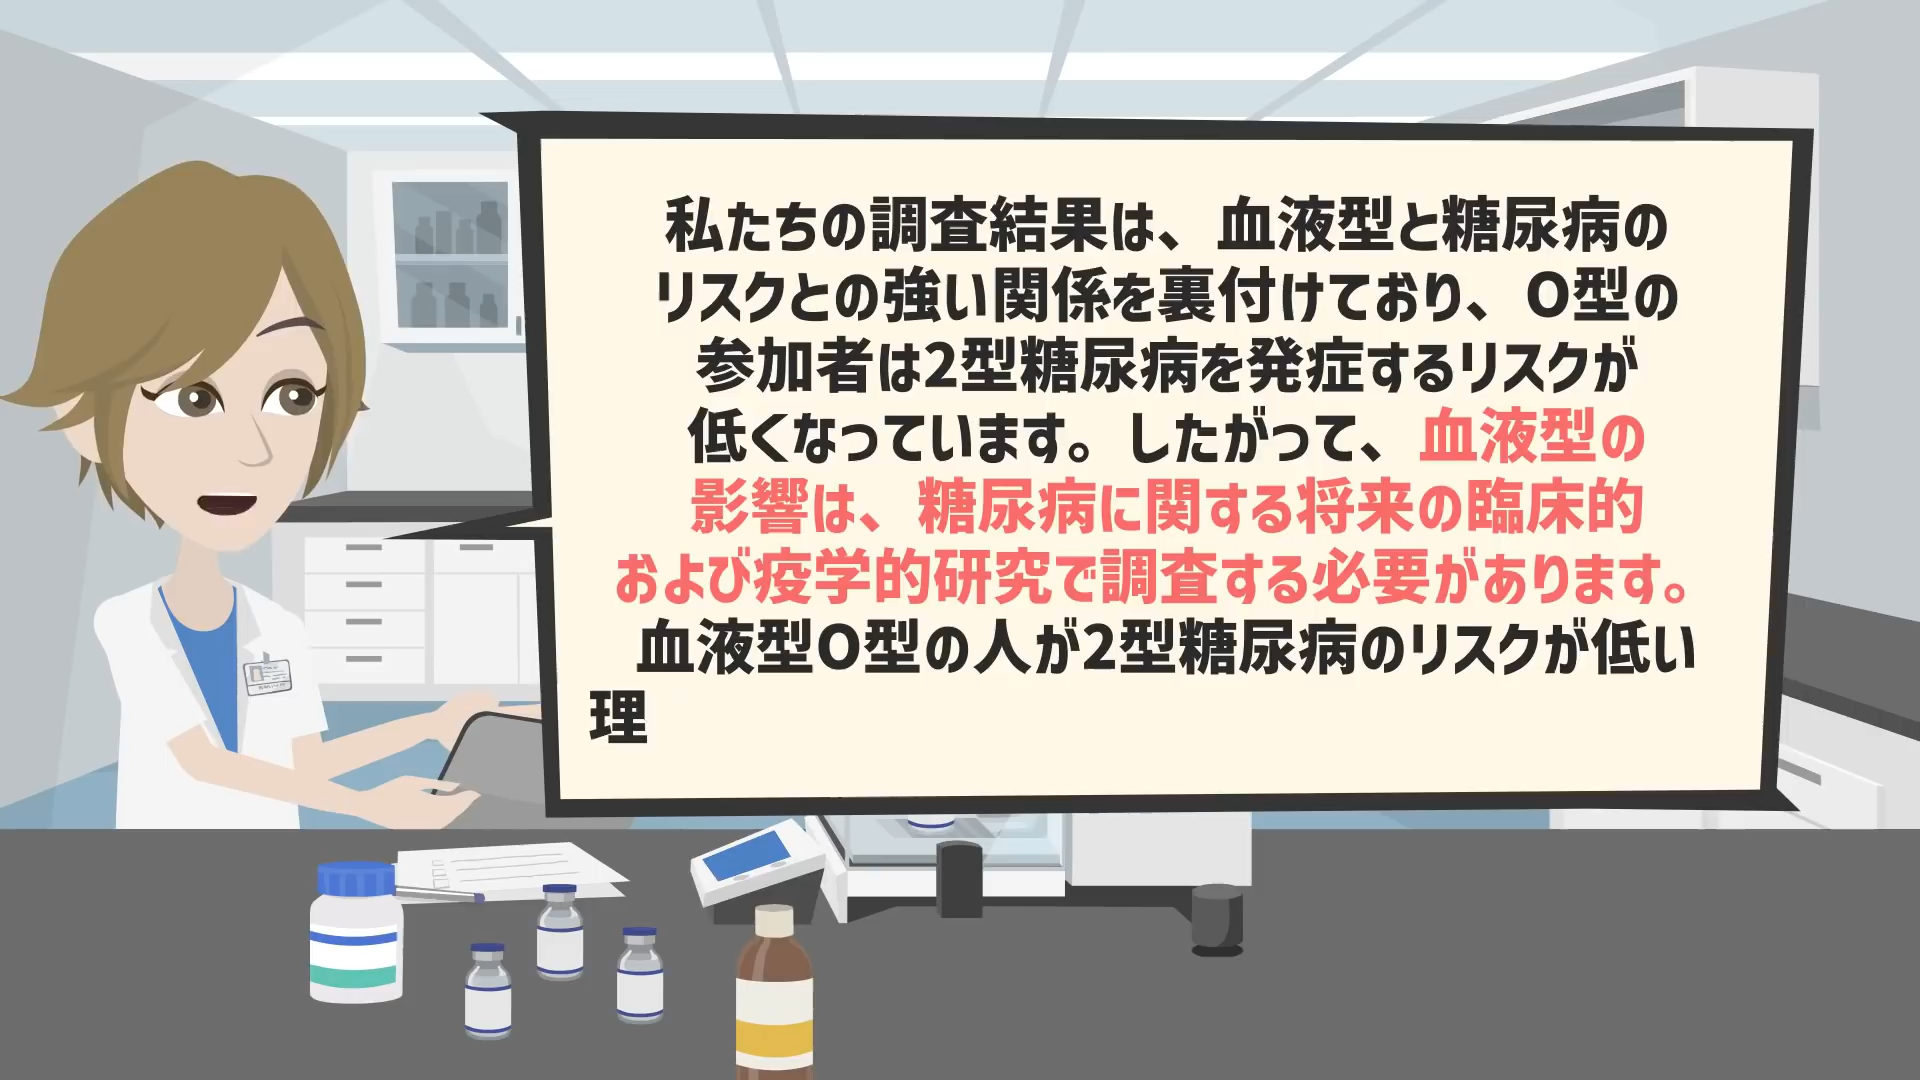 私たちの調査結果は、血液型と糖尿病の
リスクとの強い関係を裏付けており、O型の
参加者は2型糖尿病を発症するリスクが
低くなっています。したがって、血液型の
影響は、糖尿病に関する将来の臨床的
および疫学的研究で調査する必要があります。
血液型O型の人が2型糖尿病のリスクが低い
理